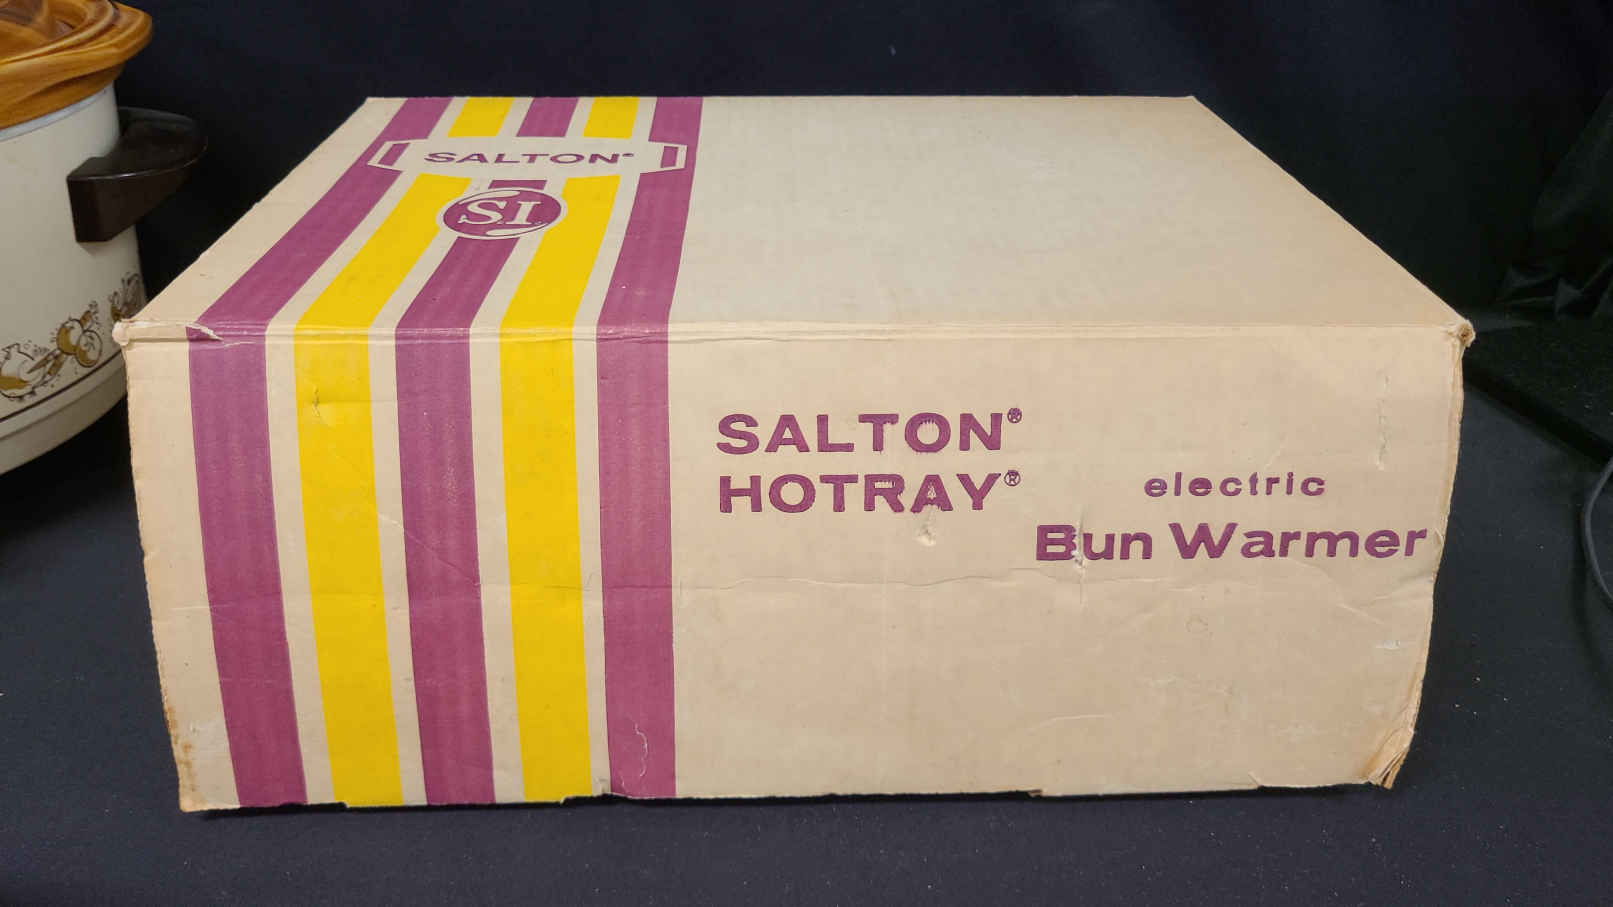 SALTON®
SI
SALTON®
HOTRAY®
electric
Bun Warmer